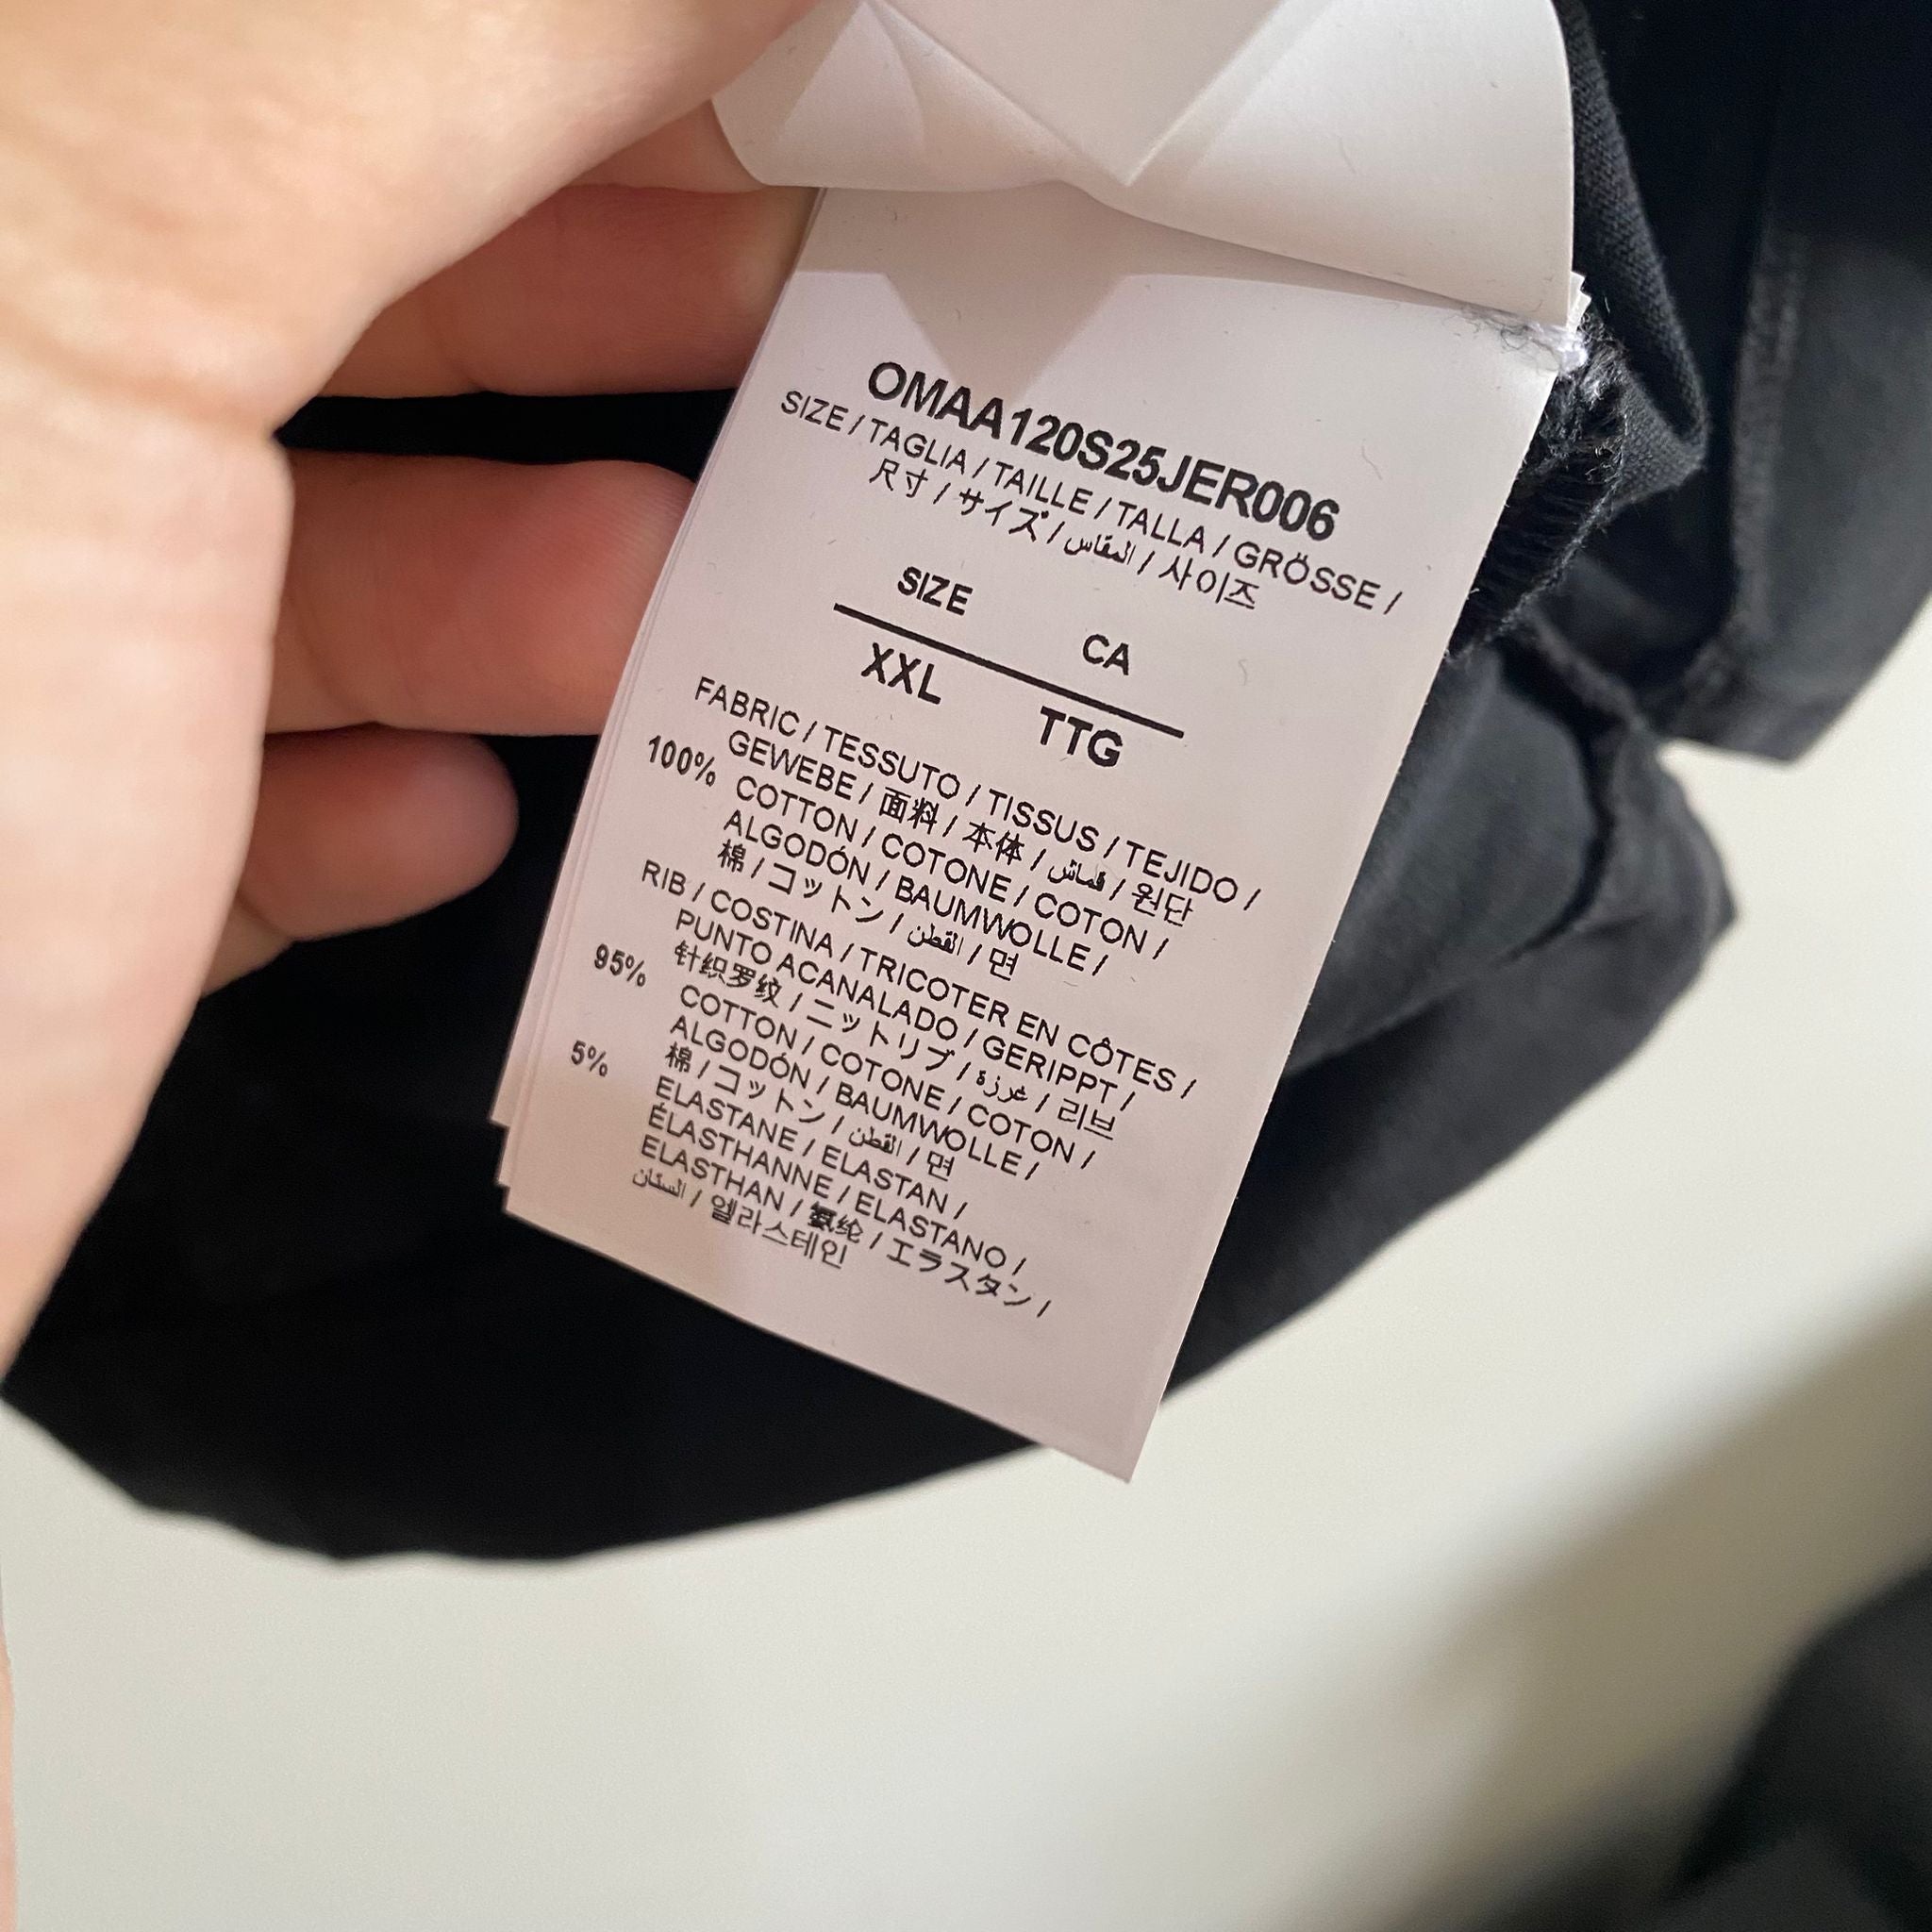 OMAA120S25JER006
SIZE / TAGLIA / TAILLE / TALLA / GRÖSSE /
尺寸 / サイズ / المقاس / 사이즈
SIZE CA
XXL TTG
FABRIC / TESSUTO / TISSUS / TEJIDO /
GEWEBE / 面料 / 本体 / قماش / 원단
100% COTTON / COTONE / COTON /
ALGODÓN / BAUMWOLLE /
棉 / コットン / القطن / 면
RIB / COSTINA / TRICOTER EN CÔTES /
PUNTO ACANALADO / GERIPPT /
针织罗纹 / ニットリブ / غرزة / 리브
95% COTTON / COTONE / COTON /
ALGODÓN / BAUMWOLLE /
棉 / コットン / القطن / 면
5% ELASTANE / ELASTAN /
ÉLASTHANNE / ELASTANO /
ELASTHAN / 氨纶 / エラスタン /
الستان / 엘라스테인